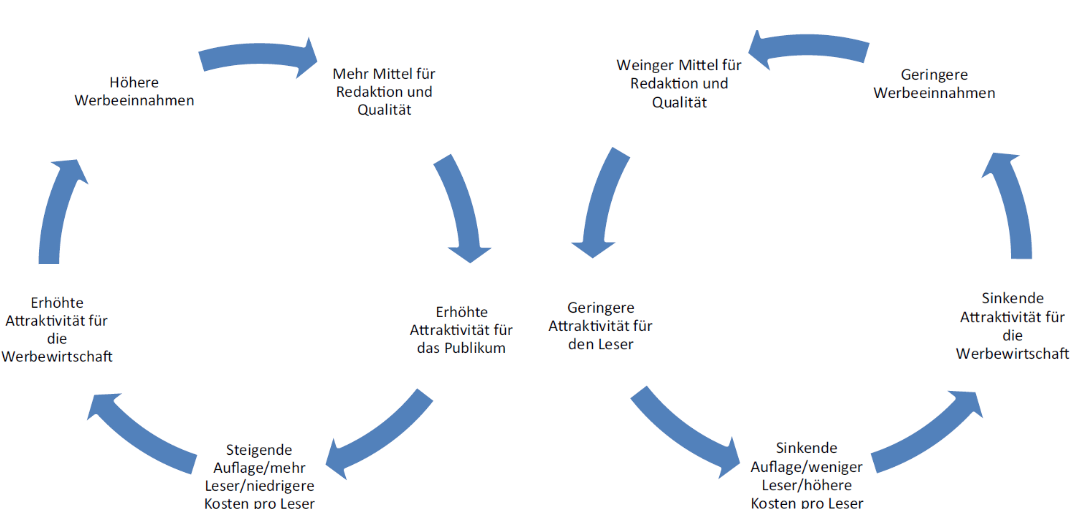 Höhere
Werbeeinnahmen
Mehr Mittel für
Redaktion und
Qualität
Erhöhte
Attraktivität für
das Publikum
Steigende
Auflage/mehr
Leser/niedrigere
Kosten pro Leser
Erhöhte
Attraktivität für
die
Werbewirtschaft
Weinger Mittel für
Redaktion und
Qualität
Geringere
Attraktivität für
den Leser
Sinkende
Auflage/weniger
Leser/höhere
Kosten pro Leser
Sinkende
Attraktivität für
die
Werbewirtschaft
Geringere
Werbeeinnahmen